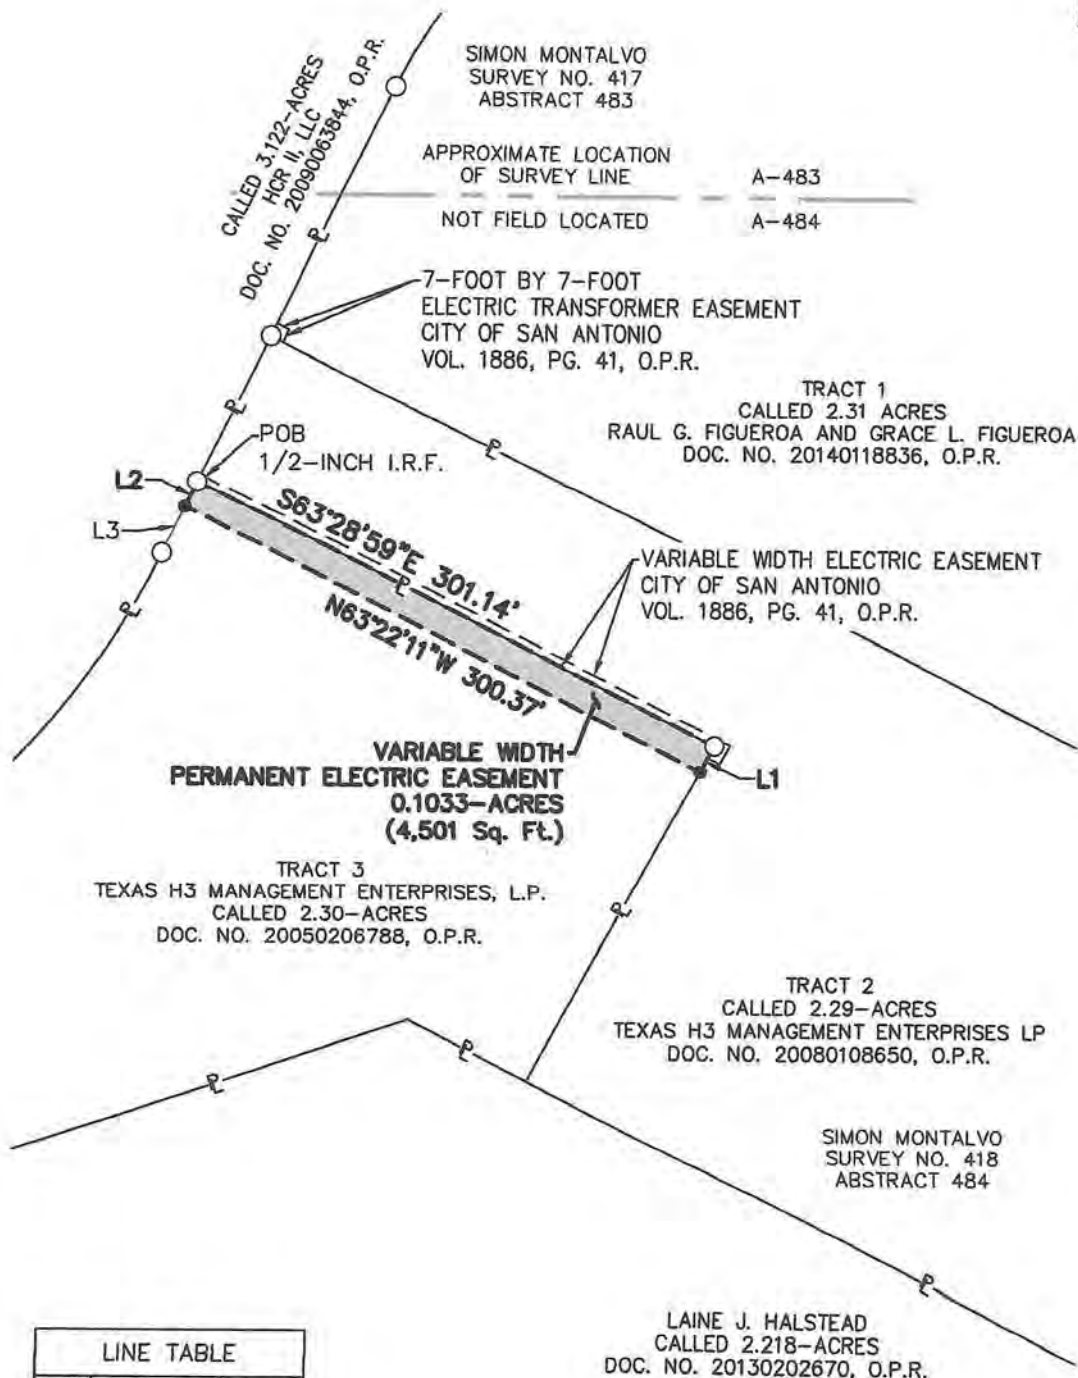 SIMON MONTALVO
SURVEY NO. 417
ABSTRACT 483
CALLED 3.122-ACRES
HCR II, LLC
DOC. NO. 20090063844, O.P.R.
APPROXIMATE LOCATION
OF SURVEY LINE
A-483
NOT FIELD LOCATED
A-484
7-FOOT BY 7-FOOT
ELECTRIC TRANSFORMER EASEMENT
CITY OF SAN ANTONIO
VOL. 1886, PG. 41, O.P.R.
TRACT 1
CALLED 2.31 ACRES
RAUL G. FIGUEROA AND GRACE L. FIGUEROA
DOC. NO. 20140118836, O.P.R.
POB
1/2-INCH I.R.F.
L2
L3
S63°28'59"E 301.14'
N63°22'11"W 300.37'
VARIABLE WIDTH ELECTRIC EASEMENT
CITY OF SAN ANTONIO
VOL. 1886, PG. 41, O.P.R.
VARIABLE WIDTH
PERMANENT ELECTRIC EASEMENT
0.1033-ACRES
(4,501 Sq. Ft.)
L1
TRACT 3
TEXAS H3 MANAGEMENT ENTERPRISES, L.P.
CALLED 2.30-ACRES
DOC. NO. 20050206788, O.P.R.
TRACT 2
CALLED 2.29-ACRES
TEXAS H3 MANAGEMENT ENTERPRISES LP
DOC. NO. 20080108650, O.P.R.
SIMON MONTALVO
SURVEY NO. 418
ABSTRACT 484
LAINE J. HALSTEAD
CALLED 2.218-ACRES
DOC. NO. 20130202670, O.P.R.
LINE TABLE